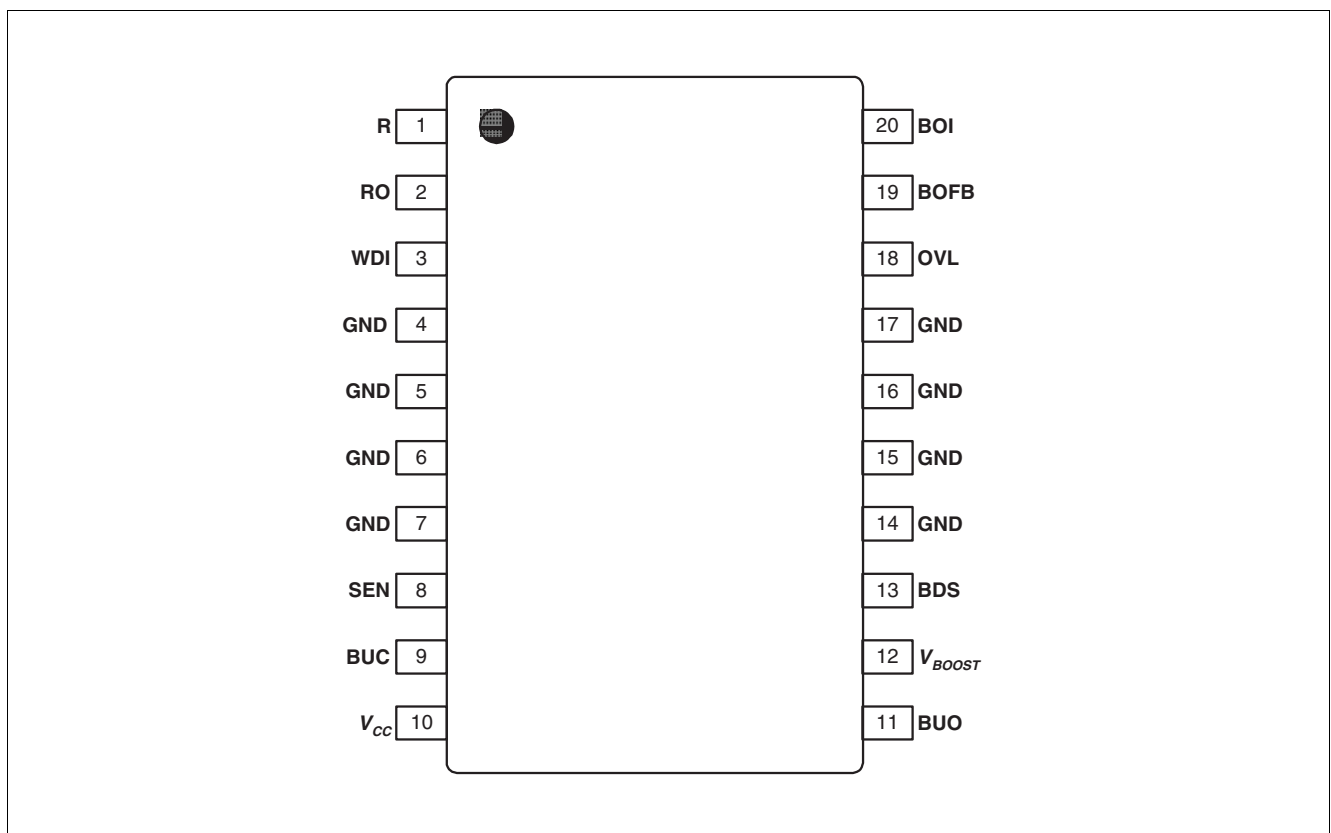 R 1 20 BOI
RO 2 19 BOFB
WDI 3 18 OVL
GND 4 17 GND
GND 5 16 GND
GND 6 15 GND
GND 7 14 GND
SEN 8 13 BDS
BUC 9 12 VBOOST
VCC 10 11 BUO